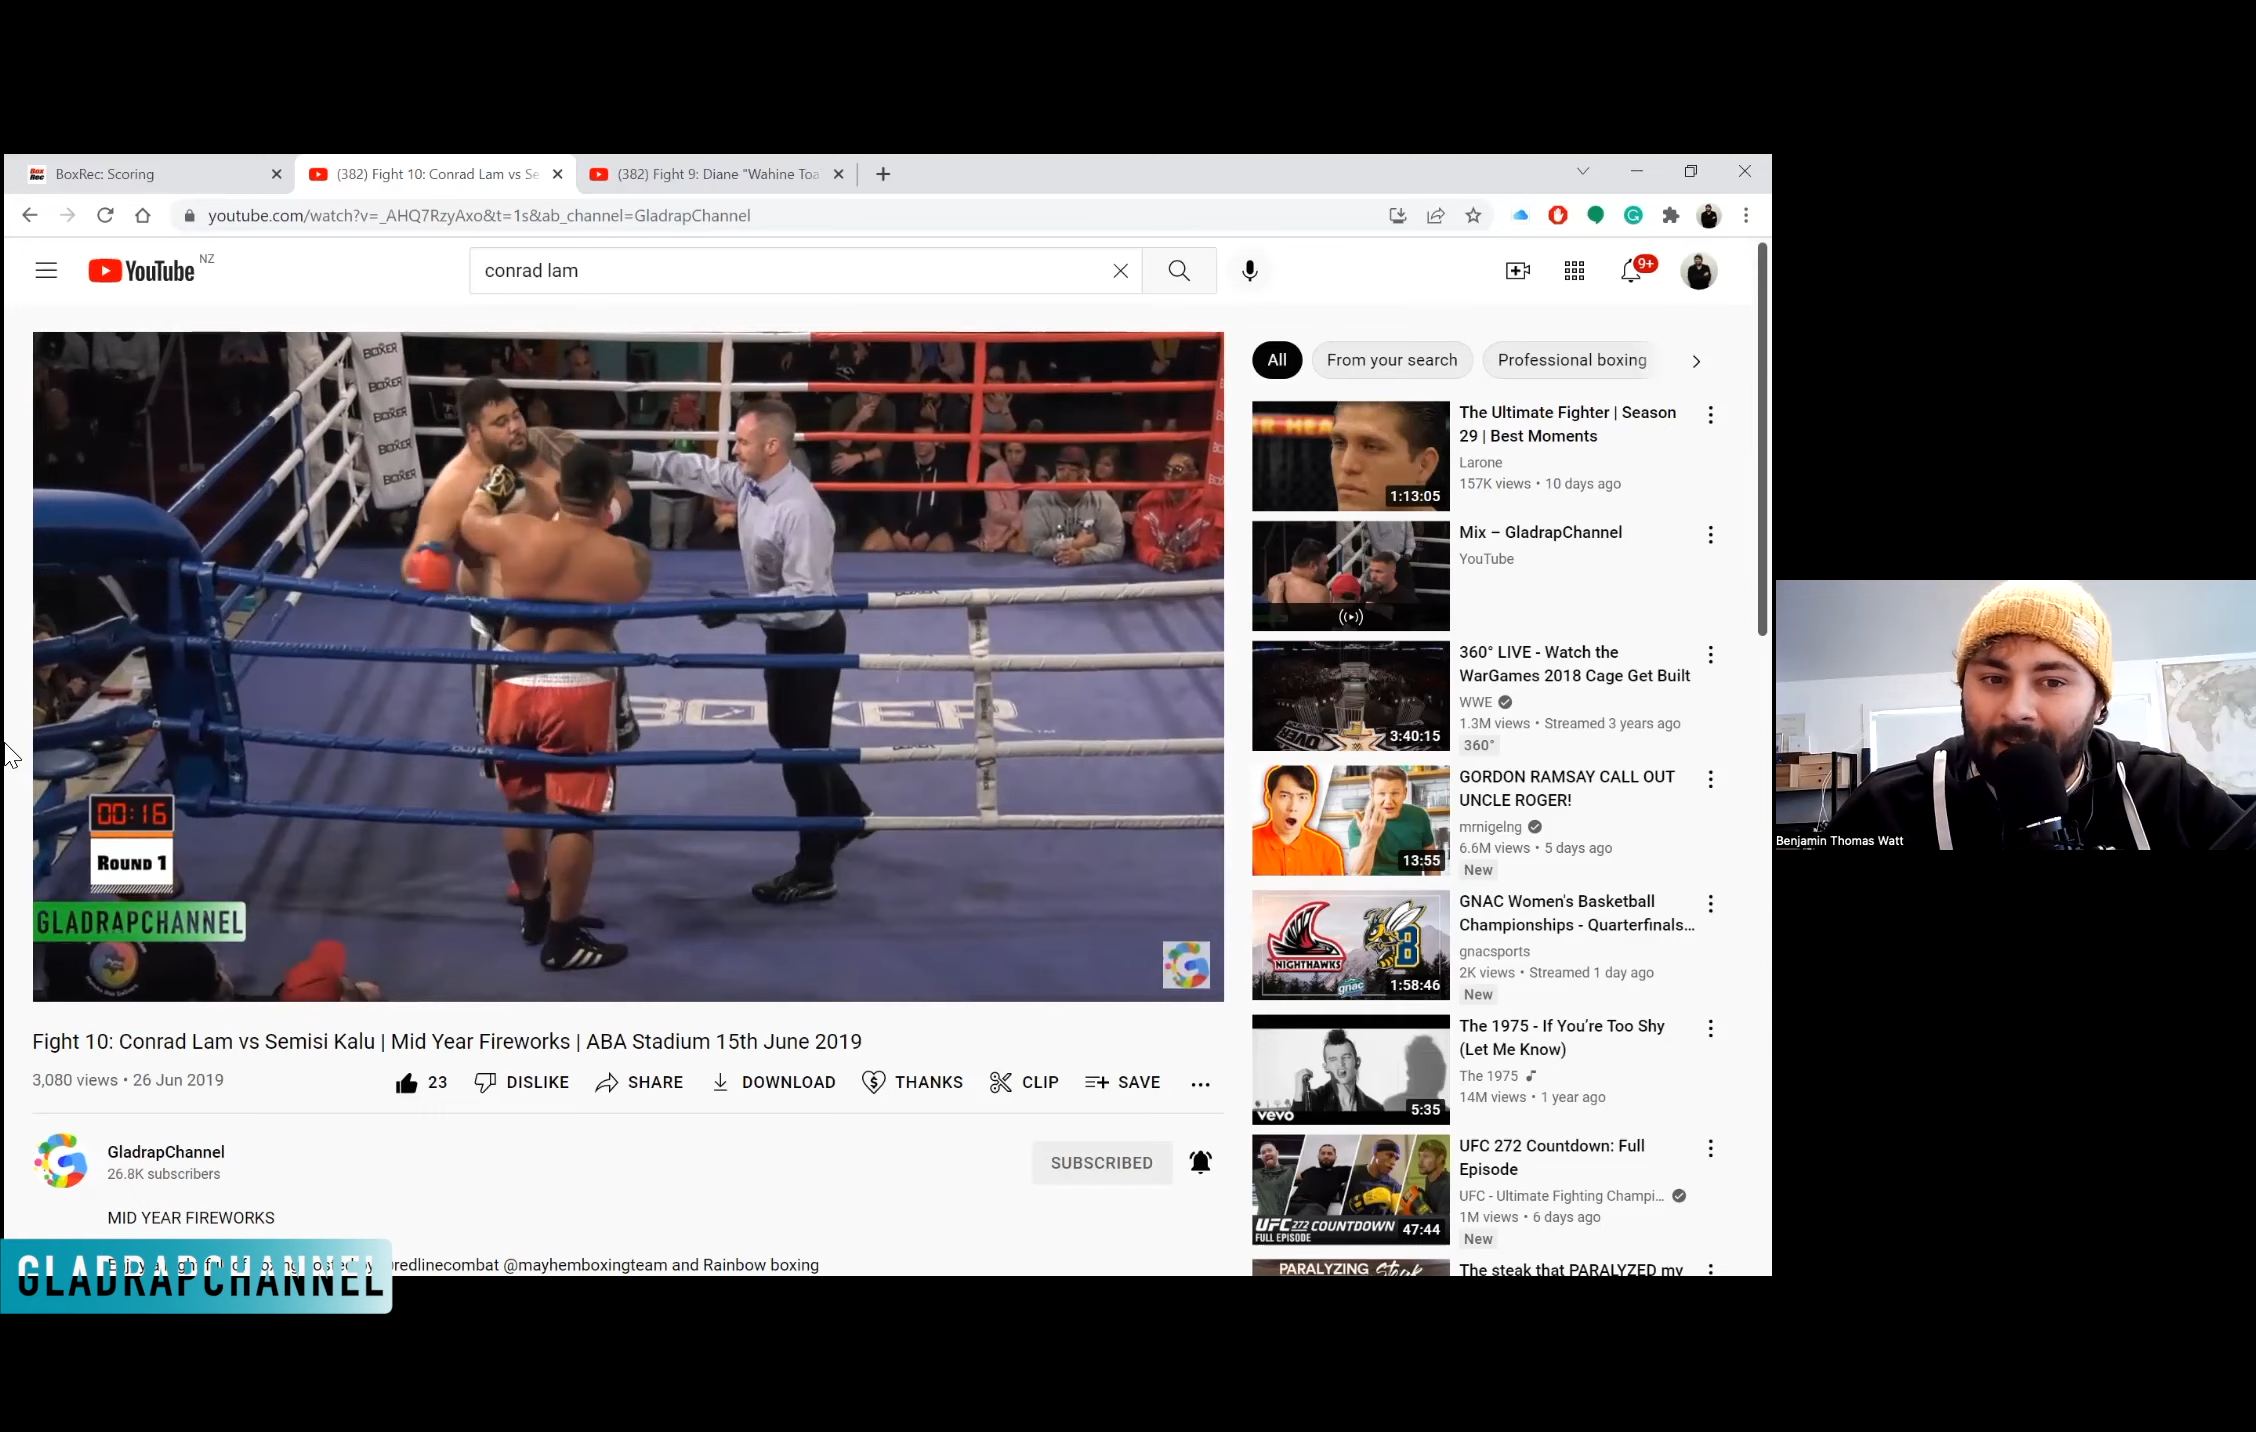 BoxRec: Scoring
(382) Fight 10: Conrad Lam vs Se
(382) Fight 9: Diane "Wahine Toa
youtube.com/watch?v=_AHQ7RzyAxo&t=1s&ab_channel=GladrapChannel
YouTube NZ
conrad lam
9+
BOXER
BOXER
BOXER
BOXER
BOXER
BOXER
00:16
ROUND 1
GLADRAPCHANNEL
Fight 10: Conrad Lam vs Semisi Kalu | Mid Year Fireworks | ABA Stadium 15th June 2019
3,080 views • 26 Jun 2019
23
DISLIKE
SHARE
DOWNLOAD
THANKS
CLIP
SAVE
GladrapChannel
26.8K subscribers
SUBSCRIBED
MID YEAR FIREWORKS
redlinecombat @mayhemboxingteam and Rainbow boxing
GLADRAPCHANNEL
All
From your search
Professional boxing
The Ultimate Fighter | Season
29 | Best Moments
Larone
157K views • 10 days ago
1:13:05
Mix – GladrapChannel
YouTube
360° LIVE - Watch the
WarGames 2018 Cage Get Built
WWE
1.3M views • Streamed 3 years ago
360°
3:40:15
GORDON RAMSAY CALL OUT
UNCLE ROGER!
mrnigelng
6.6M views • 5 days ago
New
13:55
GNAC Women's Basketball
Championships - Quarterfinals...
gnacsports
2K views • Streamed 1 day ago
New
NIGHTHAWKS
B
gnac
1:58:46
The 1975 - If You're Too Shy
(Let Me Know)
The 1975
14M views • 1 year ago
vevo
5:35
UFC 272 Countdown: Full
Episode
UFC - Ultimate Fighting Champi...
1M views • 6 days ago
New
UFC 272 COUNTDOWN
FULL EPISODE
47:44
PARALYZING Steak
The steak that PARALYZED my
Benjamin Thomas Watt